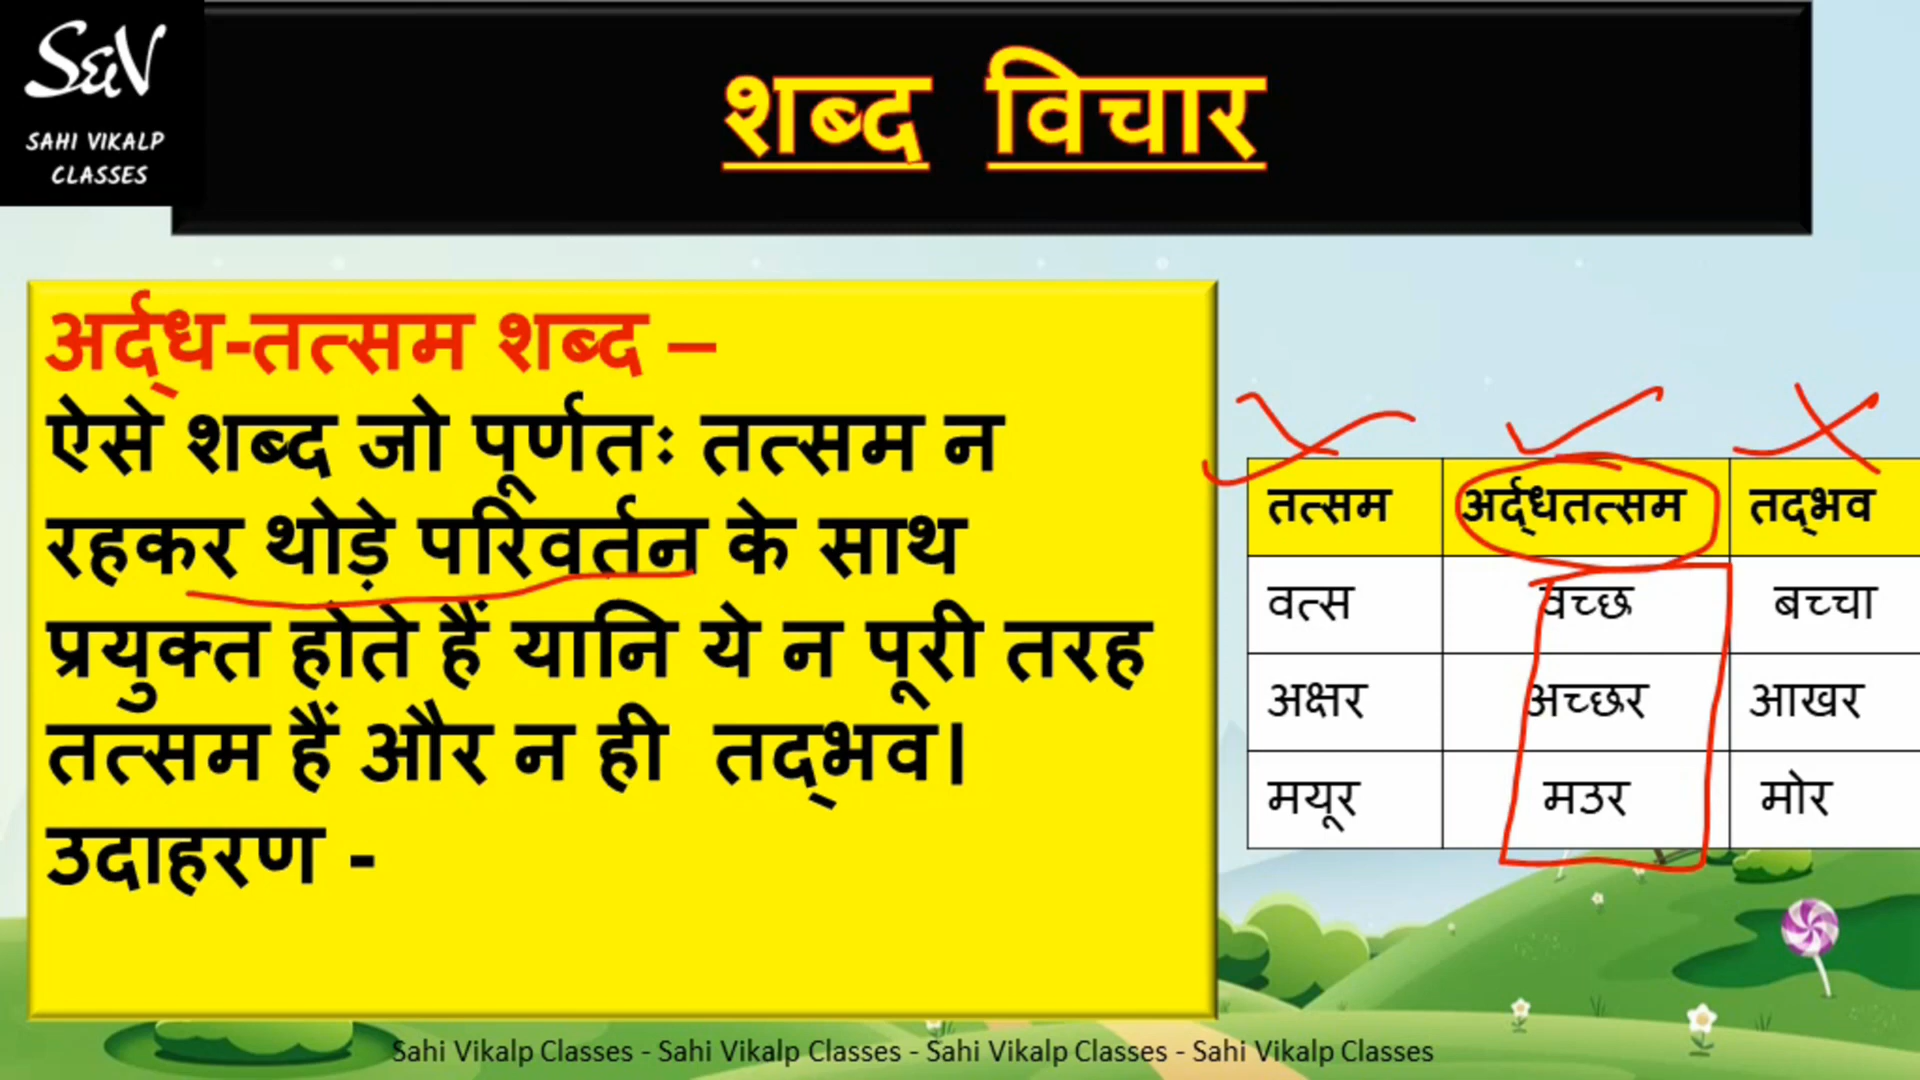 S&V
SAHI VIKALP
CLASSES
शब्द विचार
अर्द्ध-तत्सम शब्द –
ऐसे शब्द जो पूर्णतः तत्सम न
रहकर थोड़े परिवर्तन के साथ
प्रयुक्त होते हैं यानि ये न पूरी तरह
तत्सम हैं और न ही तद्भव।
उदाहरण -
तत्सम अर्द्धतत्सम तद्भव
वत्स वच्छ बच्चा
अक्षर अच्छर आखर
मयूर मउर मोर
Sahi Vikalp Classes - Sahi Vikalp Classes - Sahi Vikalp Classes - Sahi Vikalp Classes